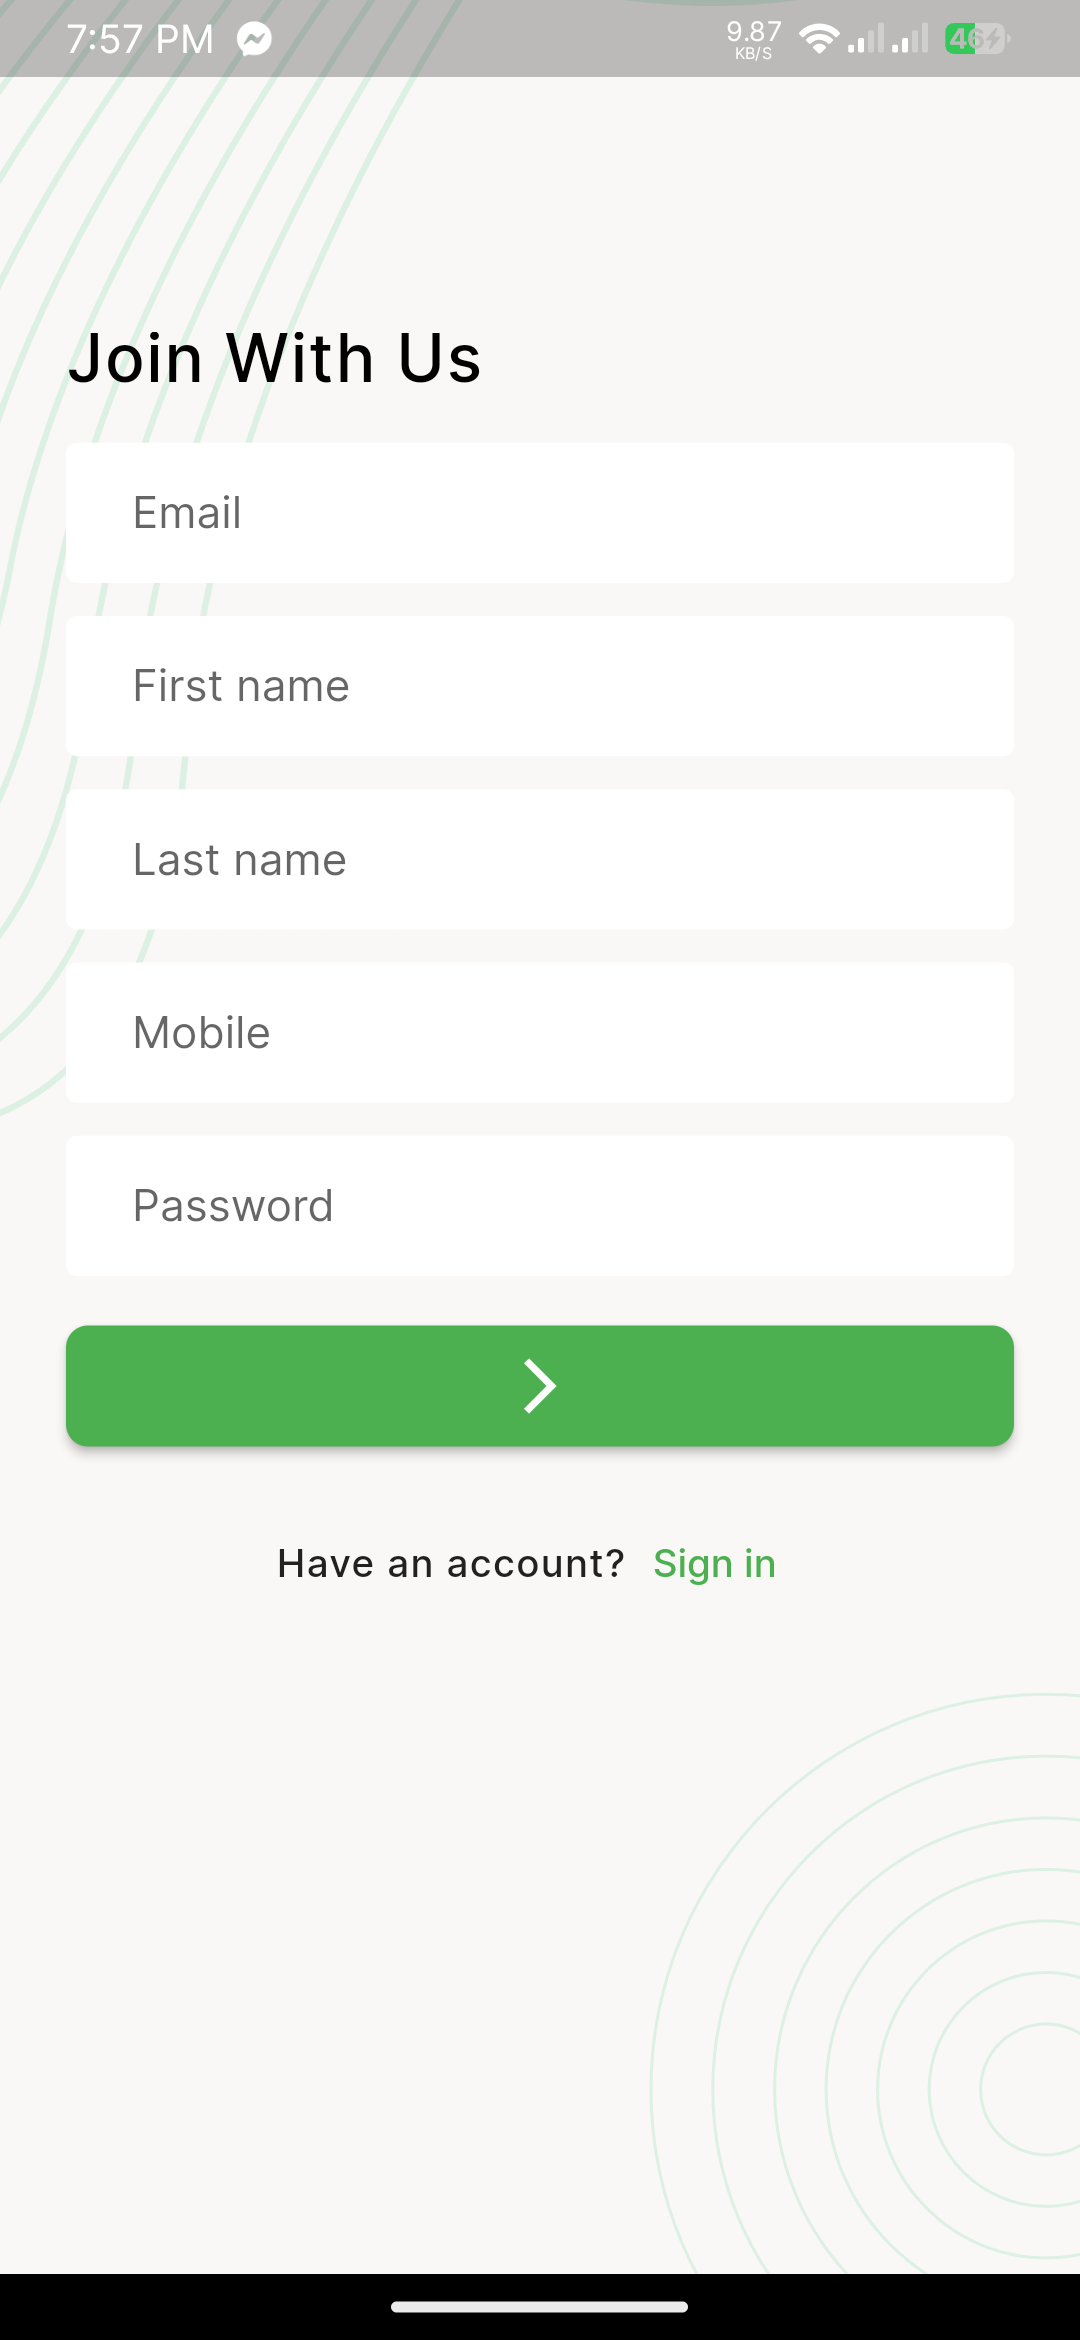 7:57 PM
9.87
KB/S
46
Join With Us
Email
First name
Last name
Mobile
Password
Have an account? Sign in